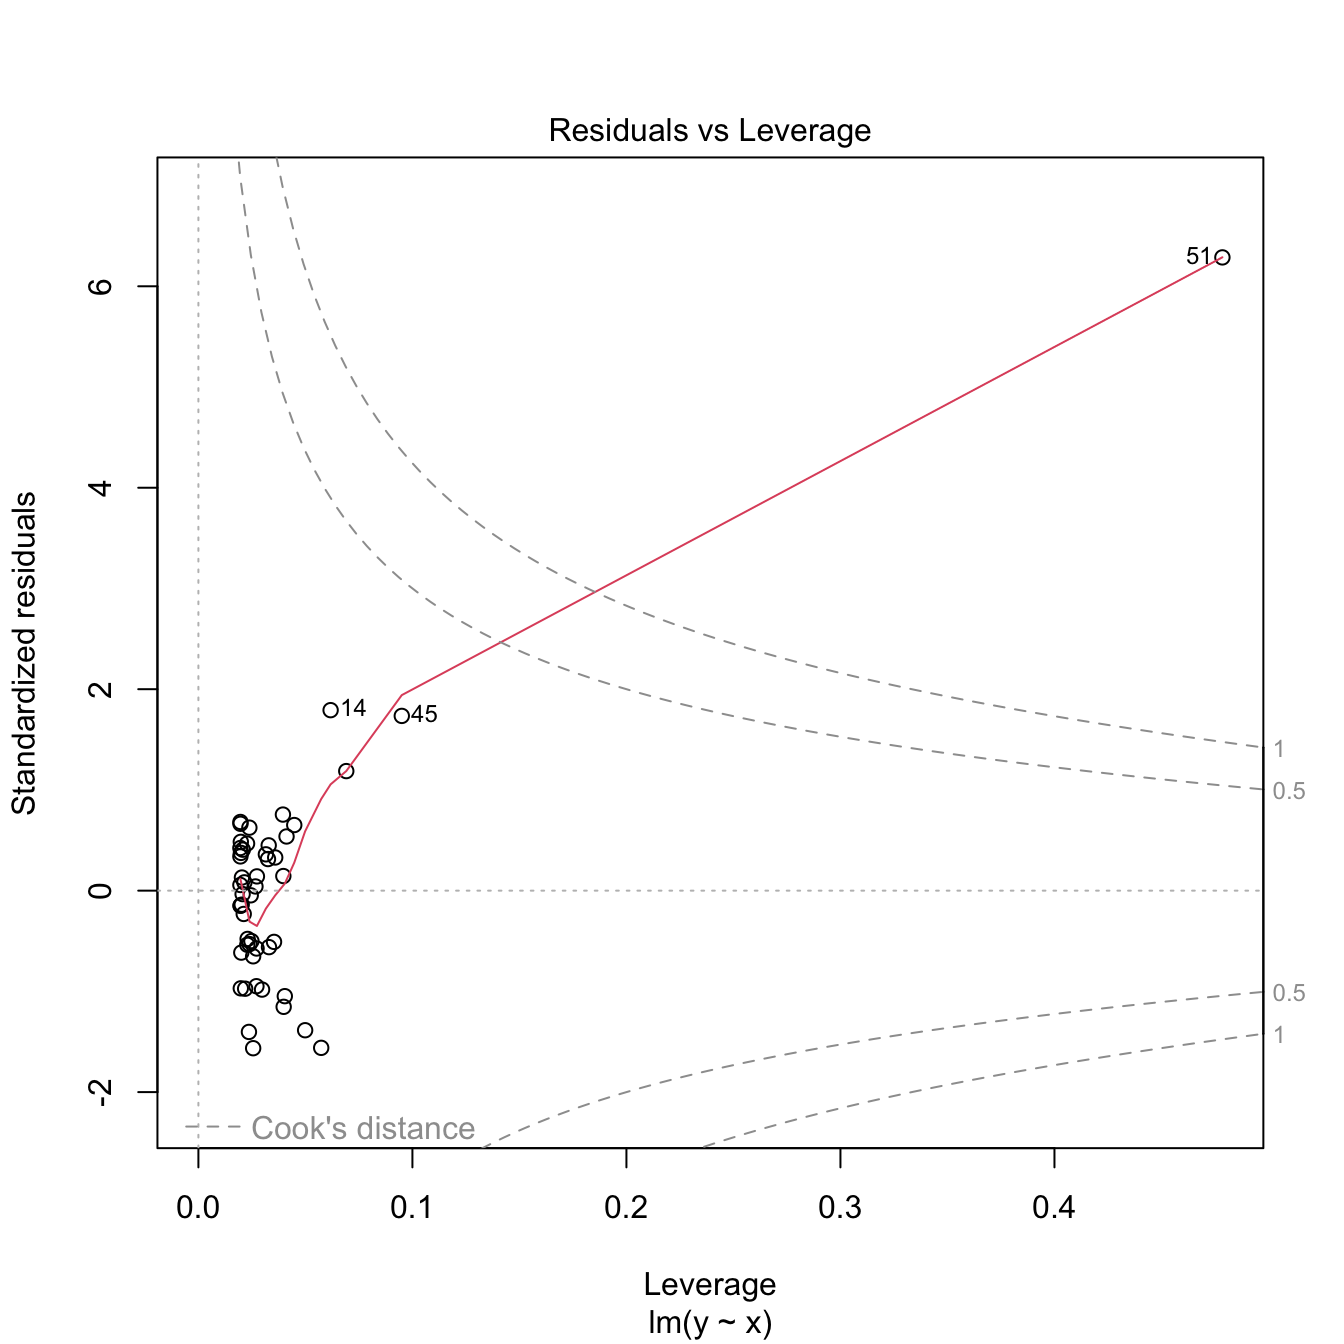 Residuals vs Leverage
Standardized residuals
6
4
2
0
-2
51
14
45
1
0.5
0.5
1
Cook's distance
0.0 0.1 0.2 0.3 0.4
Leverage
lm(y ~ x)